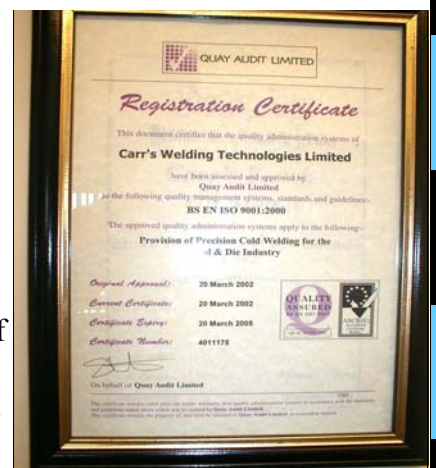 QUAY AUDIT LIMITED
Registration Certificate
This document certifies that the quality administration systems of
Carr's Welding Technologies Limited
have been assessed and approved by
Quay Audit Limited
to the following quality management systems, standards and guidelines:-
BS EN ISO 9001:2000
The approved quality administration systems apply to the following:-
Provision of Precision Cold Welding for the
& Die Industry
Original Approval: 20 March 2002
Current Certificate: 20 March 2002
Certificate Expiry: 20 March 2005
Certificate Number: 4011175
QUALITY
ASSURED
On behalf of Quay Audit Limited
f